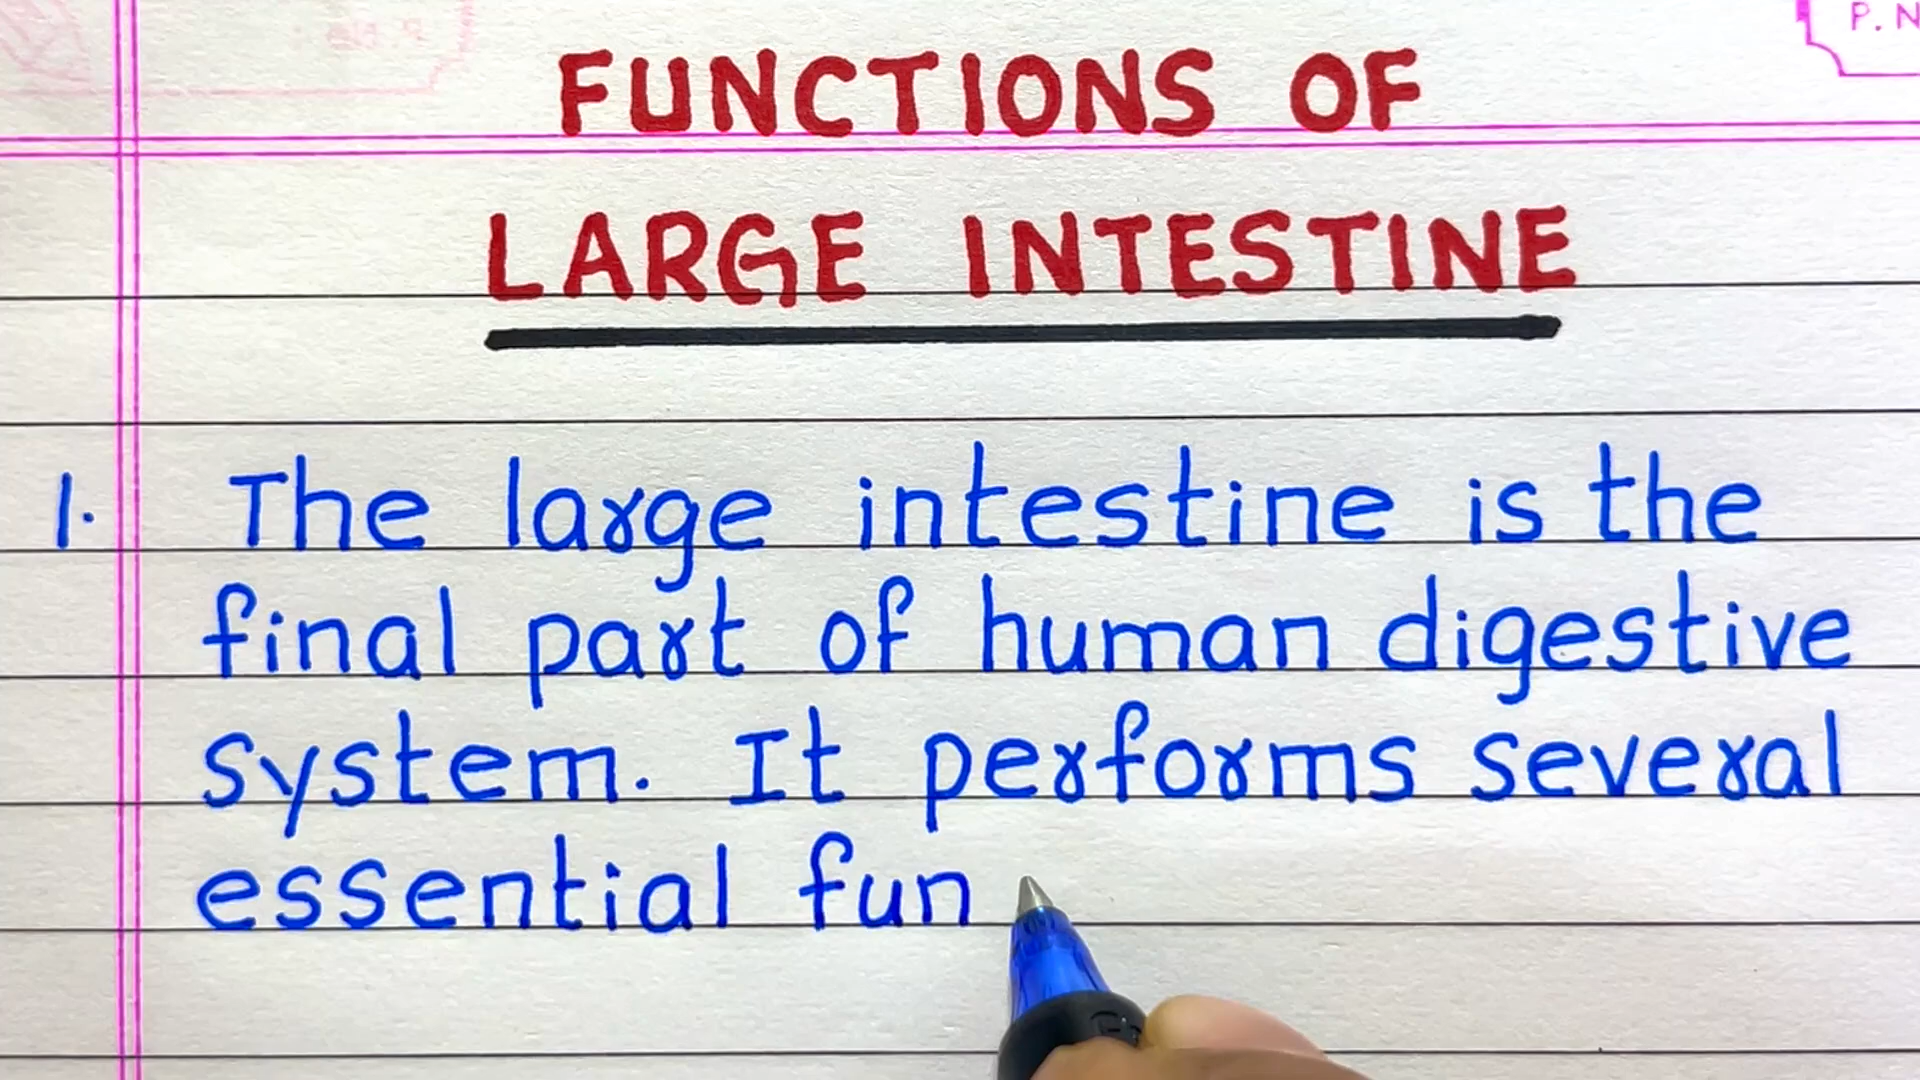 P. N
FUNCTIONS OF
LARGE INTESTINE
1. The large intestine is the
final part of human digestive
system. It performs several
essential fun